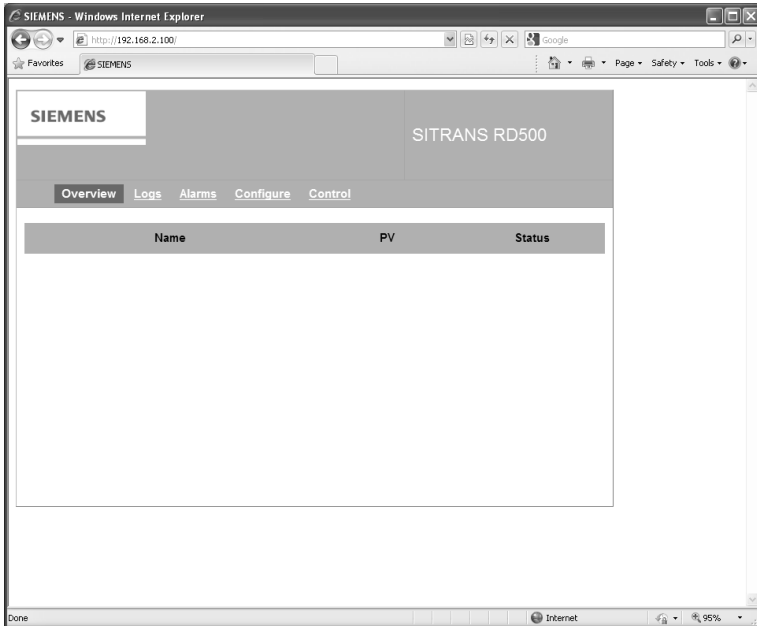 SIEMENS - Windows Internet Explorer
http://192.168.2.100/
Google
Favorites SIEMENS Page Safety Tools
SIEMENS
SITRANS RD500
Overview Logs Alarms Configure Control
Name PV Status
Done Internet 95%